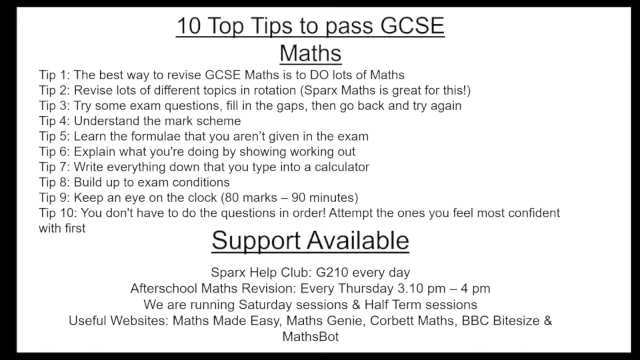 10 Top Tips to pass GCSE
Maths
Tip 1: The best way to revise GCSE Maths is to DO lots of Maths
Tip 2: Revise lots of different topics in rotation (Sparx Maths is great for this!)
Tip 3: Try some exam questions, fill in the gaps, then go back and try again
Tip 4: Understand the mark scheme
Tip 5: Learn the formulae that you aren't given in the exam
Tip 6: Explain what you're doing by showing working out
Tip 7: Write everything down that you type into a calculator
Tip 8: Build up to exam conditions
Tip 9: Keep an eye on the clock (80 marks – 90 minutes)
Tip 10: You don't have to do the questions in order! Attempt the ones you feel most confident
with first
Support Available
Sparx Help Club: G210 every day
Afterschool Maths Revision: Every Thursday 3.10 pm – 4 pm
We are running Saturday sessions & Half Term sessions
Useful Websites: Maths Made Easy, Maths Genie, Corbett Maths, BBC Bitesize &
MathsBot